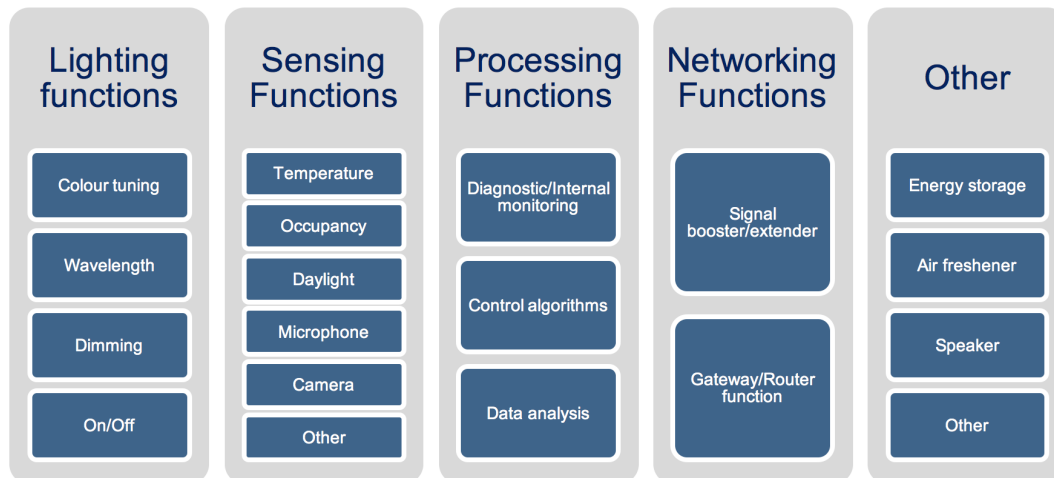 Lighting
functions
Colour tuning
Wavelength
Dimming
On/Off
Sensing
Functions
Temperature
Occupancy
Daylight
Microphone
Camera
Other
Processing
Functions
Diagnostic/Internal
monitoring
Control algorithms
Data analysis
Networking
Functions
Signal
booster/extender
Gateway/Router
function
Other
Energy storage
Air freshener
Speaker
Other